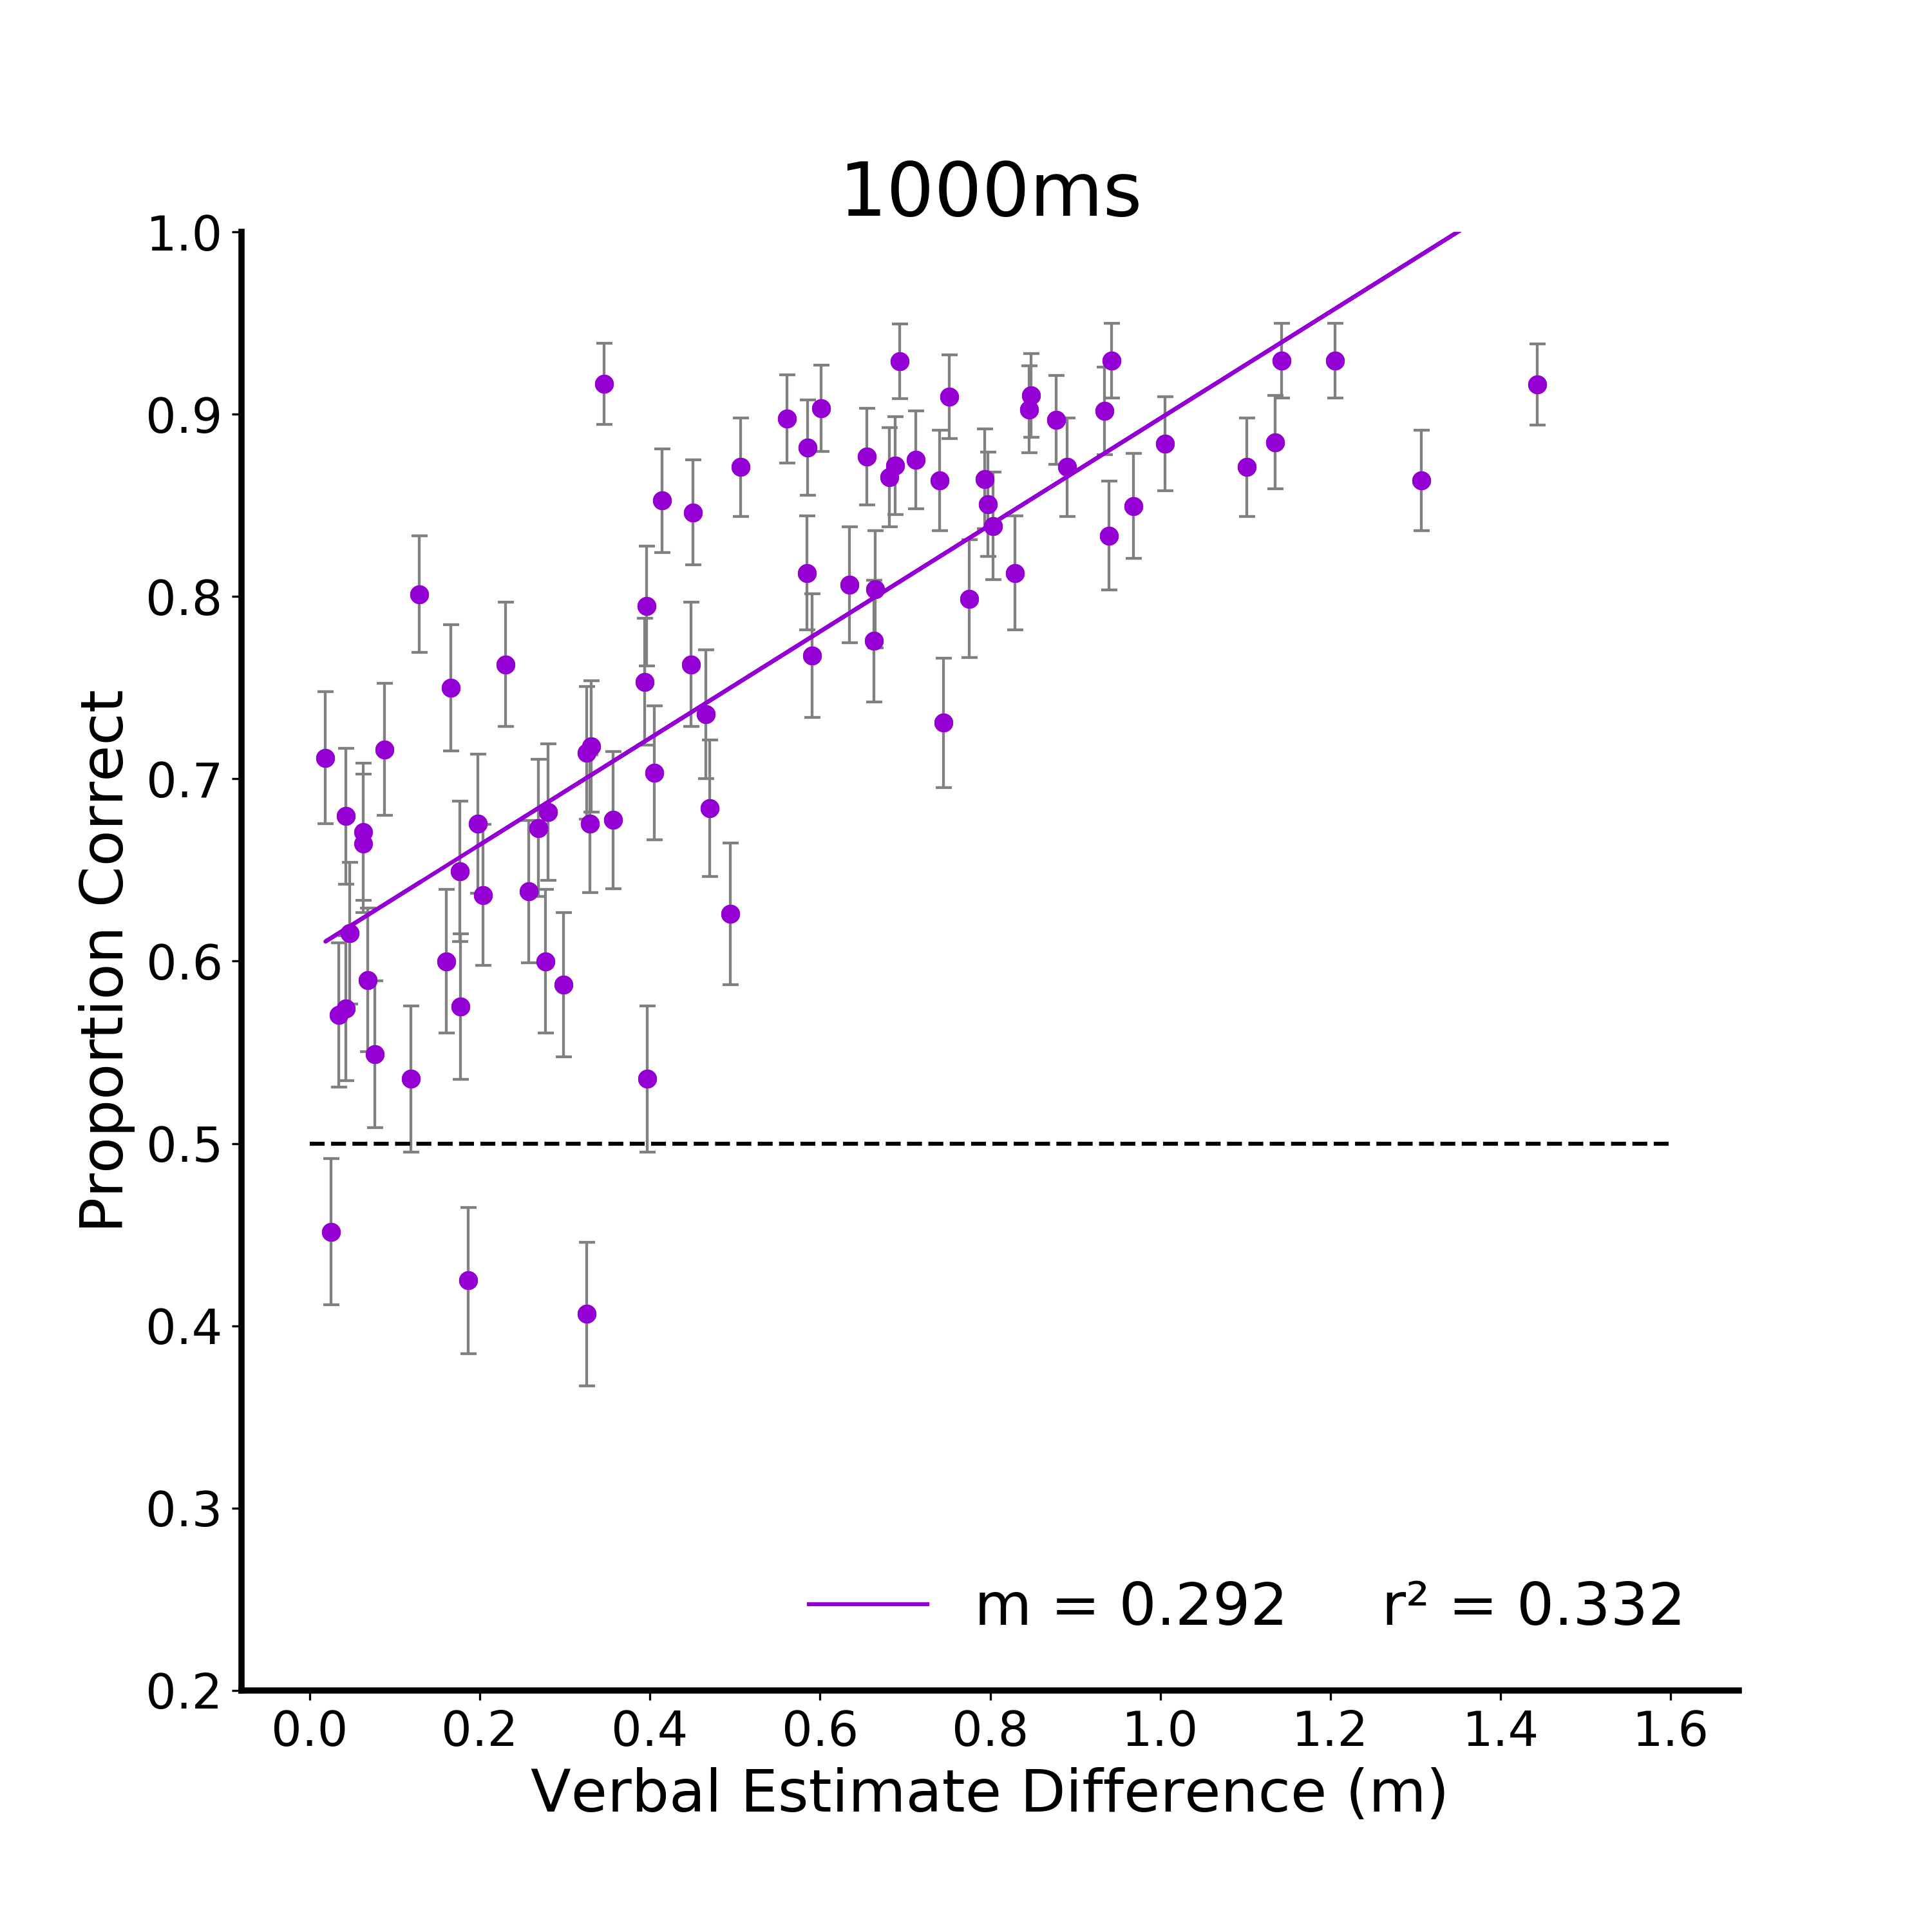 1000ms
1.0
0.9
0.8
0.7
0.6
0.5
0.4
0.3
0.2
Proportion Correct
m = 0.292 r² = 0.332
0.0 0.2 0.4 0.6 0.8 1.0 1.2 1.4 1.6
Verbal Estimate Difference (m)